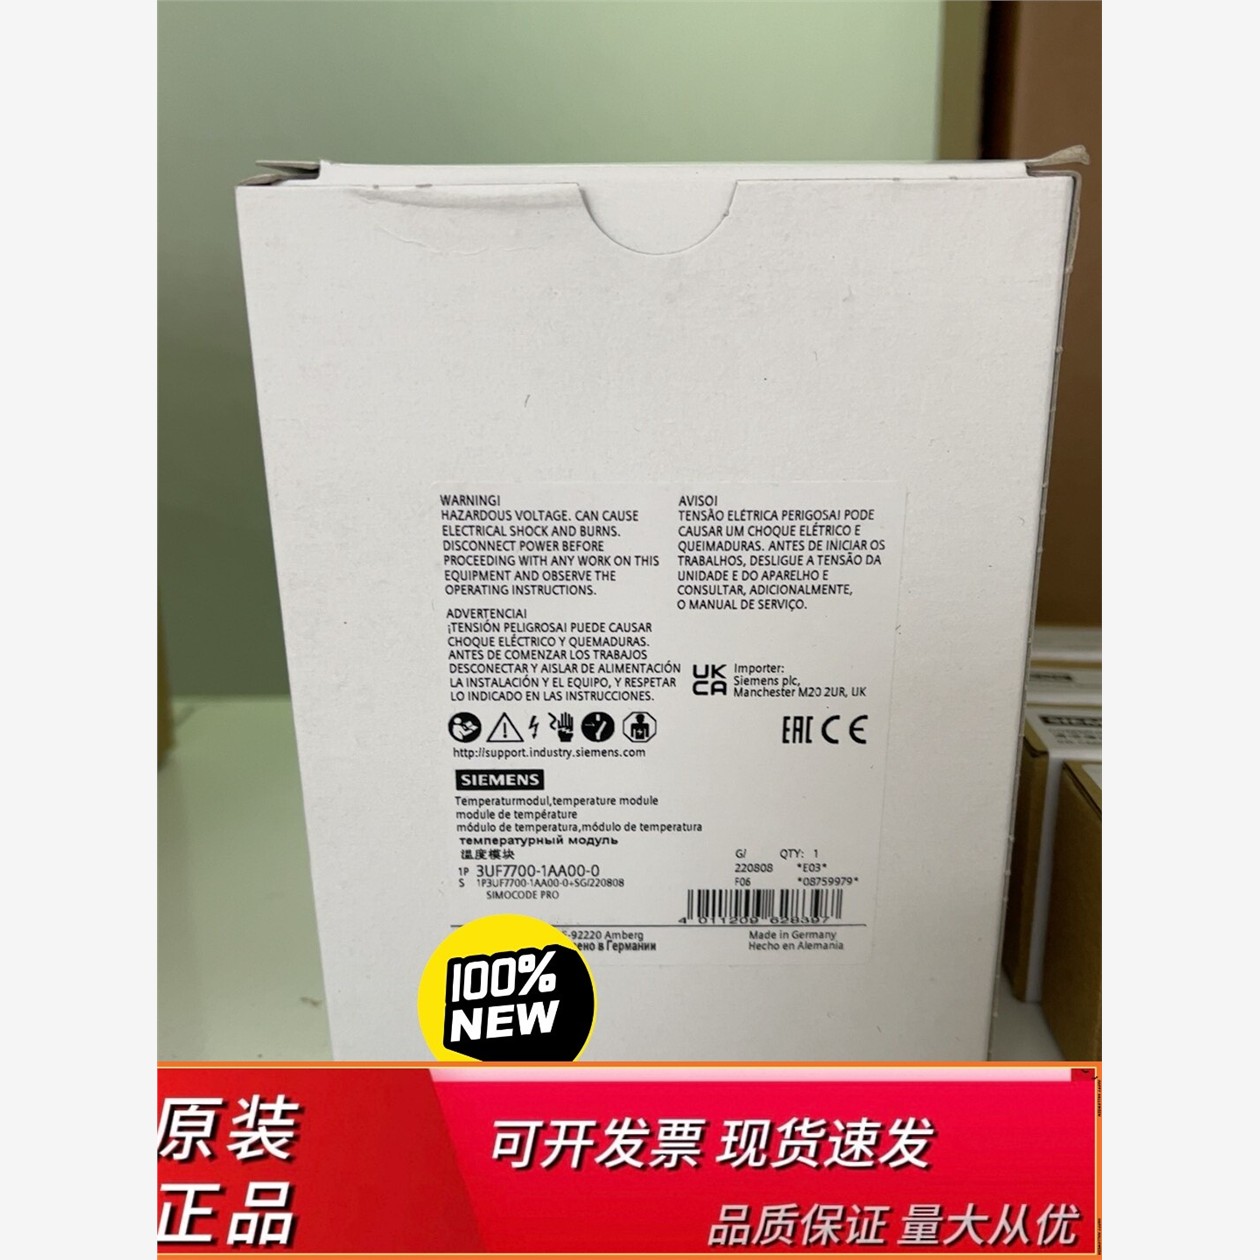 WARNING!
HAZARDOUS VOLTAGE. CAN CAUSE
ELECTRICAL SHOCK AND BURNS.
DISCONNECT POWER BEFORE
PROCEEDING WITH ANY WORK ON THIS
EQUIPMENT AND OBSERVE THE
OPERATING INSTRUCTIONS.
AVISO!
TENSÃO ELÉTRICA PERIGOSA! PODE
CAUSAR UM CHOQUE ELÉTRICO E
QUEIMADURAS. ANTES DE INICIAR OS
TRABALHOS, DESLIGUE A TENSÃO DA
UNIDADE E DO APARELHO E
CONSULTAR, ADICIONALMENTE,
O MANUAL DE SERVIÇO.
ADVERTENCIA!
¡TENSIÓN PELIGROSA! PUEDE CAUSAR
CHOQUE ELÉCTRICO Y QUEMADURAS.
ANTES DE COMENZAR LOS TRABAJOS
DESCONECTAR Y AISLAR DE ALIMENTACIÓN
LA INSTALACIÓN Y EL EQUIPO, Y RESPETAR
LO INDICADO EN LAS INSTRUCCIONES.
UK
CA
Importer:
Siemens plc,
Manchester M20 2UR, UK
EAC CE
http://support.industry.siemens.com
SIEMENS
Temperaturmodul,temperature module
module de température
módulo de temperatura,módulo de temperatura
температурный модуль
温度模块
1P 3UF7700-1AA00-0
S 1P3UF7700-1AA00-0+SG/220808
SIMOCODE PRO
G/ QTY: 1
220808 *E03*
F06 *08759979*
4 011209 628397
-92220 Amberg
ено в Германии
Made in Germany
Hecho en Alemania
100%
NEW
原装
正品
可开发票 现货速发
品质保证 量大从优